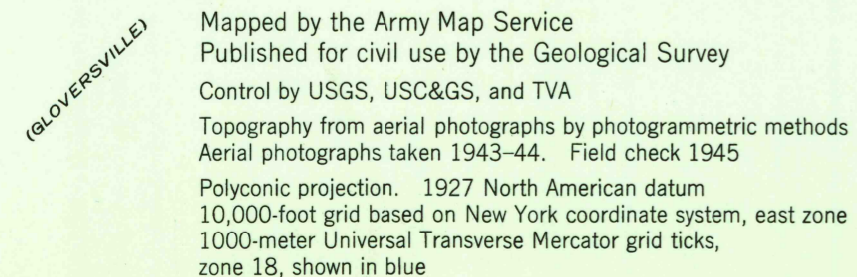 (GLOVERSVILLE)
Mapped by the Army Map Service
Published for civil use by the Geological Survey
Control by USGS, USC&GS, and TVA
Topography from aerial photographs by photogrammetric methods
Aerial photographs taken 1943–44. Field check 1945
Polyconic projection. 1927 North American datum
10,000-foot grid based on New York coordinate system, east zone
1000-meter Universal Transverse Mercator grid ticks,
zone 18, shown in blue